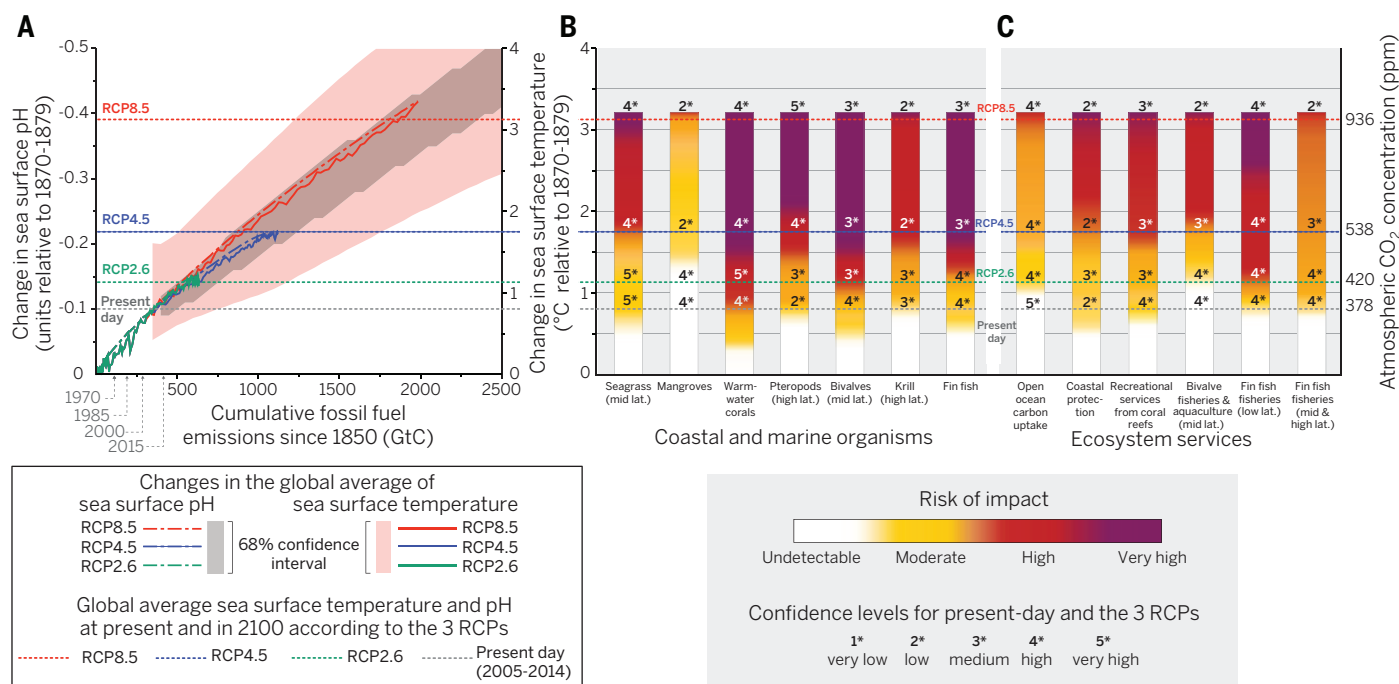 A
B
C
Change in sea surface pH
(units relative to 1870-1879)
-0.5
-0.4
-0.3
-0.2
-0.1
0
RCP8.5
RCP4.5
RCP2.6
Present
day
0
500
1000
1500
2000
2500
1970
1985
2000
2015
Cumulative fossil fuel
emissions since 1850 (GtC)
4
3
2
1
0
Change in sea surface temperature
(°C relative to 1870-1879)
4
3
2
1
0
4* 2* 4* 5* 3* 2* 3*
4* 2* 4* 4* 3* 2* 3*
5* 4* 5* 3* 3* 3* 4*
5* 4* 4* 2* 4* 3* 4*
Seagrass
(mid lat.)
Mangroves
Warm-
water
corals
Pteropods
(high lat.)
Bivalves
(mid lat.)
Krill
(high lat.)
Fin fish
Coastal and marine organisms
RCP8.5
RCP4.5
RCP2.6
Present
day
4* 2* 3* 2* 4* 2*
4* 2* 3* 3* 4* 3*
4* 3* 3* 4* 4* 4*
5* 2* 4* 4* 4* 4*
Open
ocean
carbon
uptake
Coastal
protec-
tion
Recreational
services
from coral
reefs
Bivalve
fisheries &
aquaculture
(mid lat.)
Fin fish
fisheries
(low lat.)
Fin fish
fisheries
(mid &
high lat.)
Ecosystem services
936
538
420
378
Atmospheric CO2 concentration (ppm)
Changes in the global average of
sea surface pH sea surface temperature
RCP8.5 RCP8.5
RCP4.5 68% confidence RCP4.5
RCP2.6 interval RCP2.6
Global average sea surface temperature and pH
at present and in 2100 according to the 3 RCPs
RCP8.5 RCP4.5 RCP2.6 Present day
(2005-2014)
Risk of impact
Undetectable Moderate High Very high
Confidence levels for present-day and the 3 RCPs
1* 2* 3* 4* 5*
very low low medium high very high